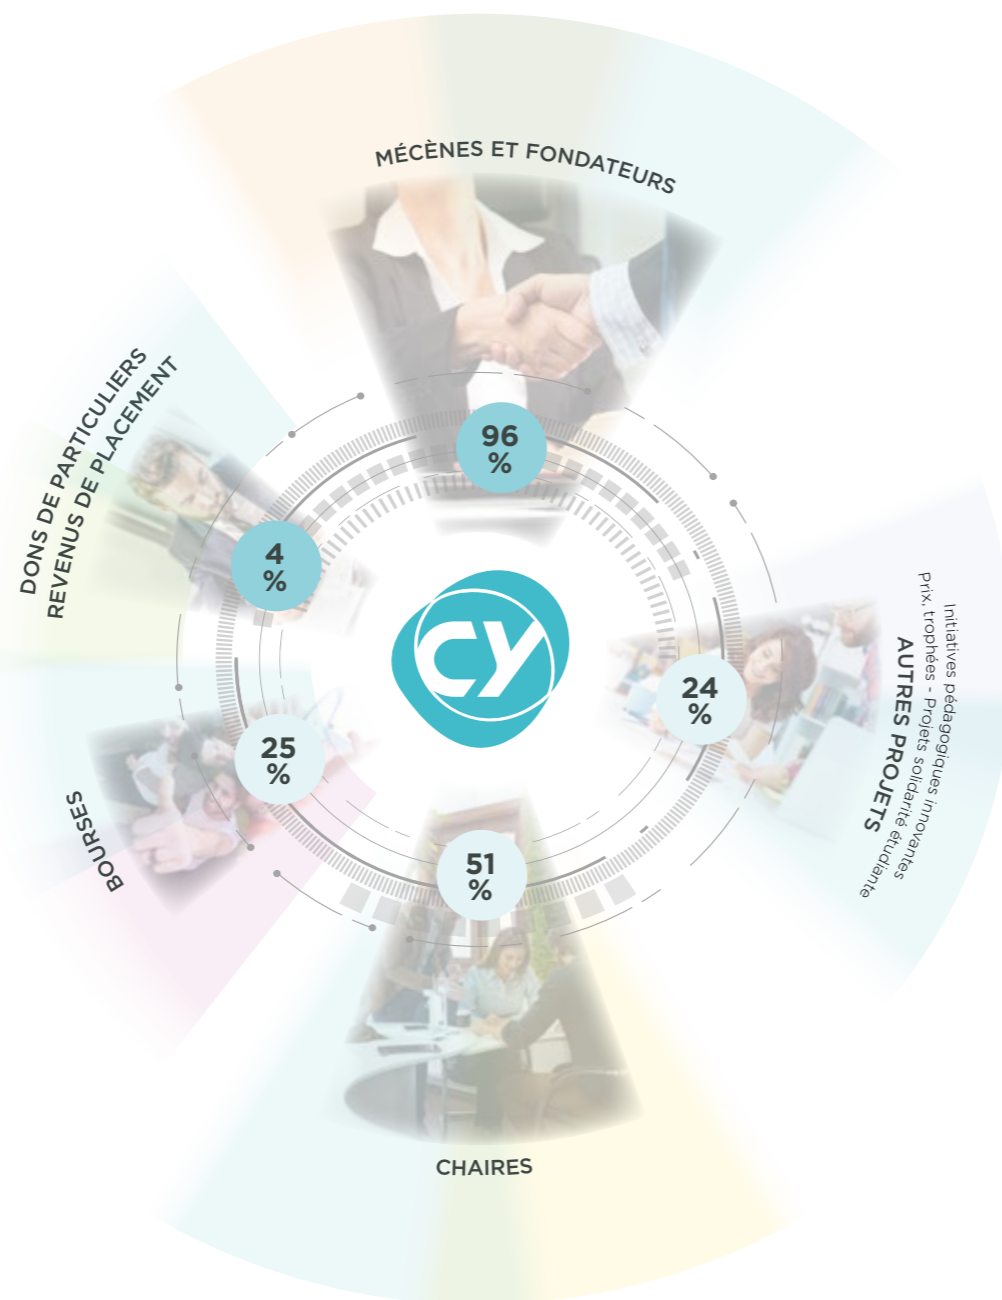 MÉCÈNES ET FONDATEURS
96
%
DONS DE PARTICULIERS
REVENUS DE PLACEMENT
4
%
CY
24
%
AUTRES PROJETS
Prix, trophées - Projets solidarité étudiante
Initiatives pédagogiques innovantes
25
%
BOURSES
51
%
CHAIRES